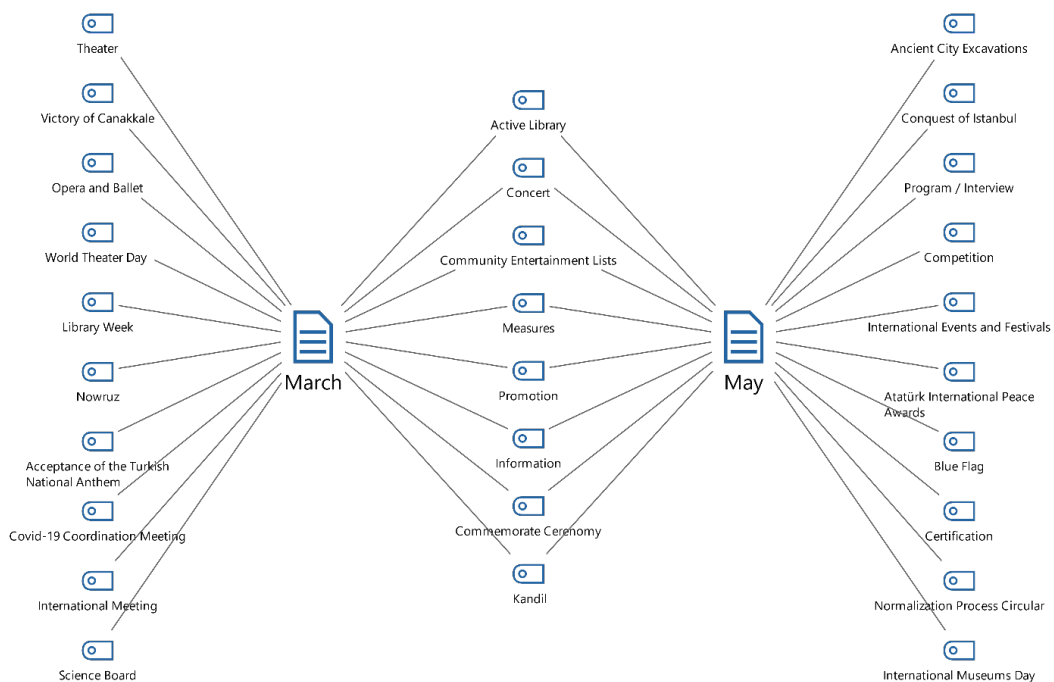 Theater
Victory of Canakkale
Opera and Ballet
World Theater Day
Library Week
Nowruz
Acceptance of the Turkish
National Anthem
Covid-19 Coordination Meeting
International Meeting
Science Board
March
Active Library
Concert
Community Entertainment Lists
Measures
Promotion
Information
Commemorate Cerenomy
Kandil
May
Ancient City Excavations
Conquest of Istanbul
Program / Interview
Competition
International Events and Festivals
Atatürk International Peace
Awards
Blue Flag
Certification
Normalization Process Circular
International Museums Day